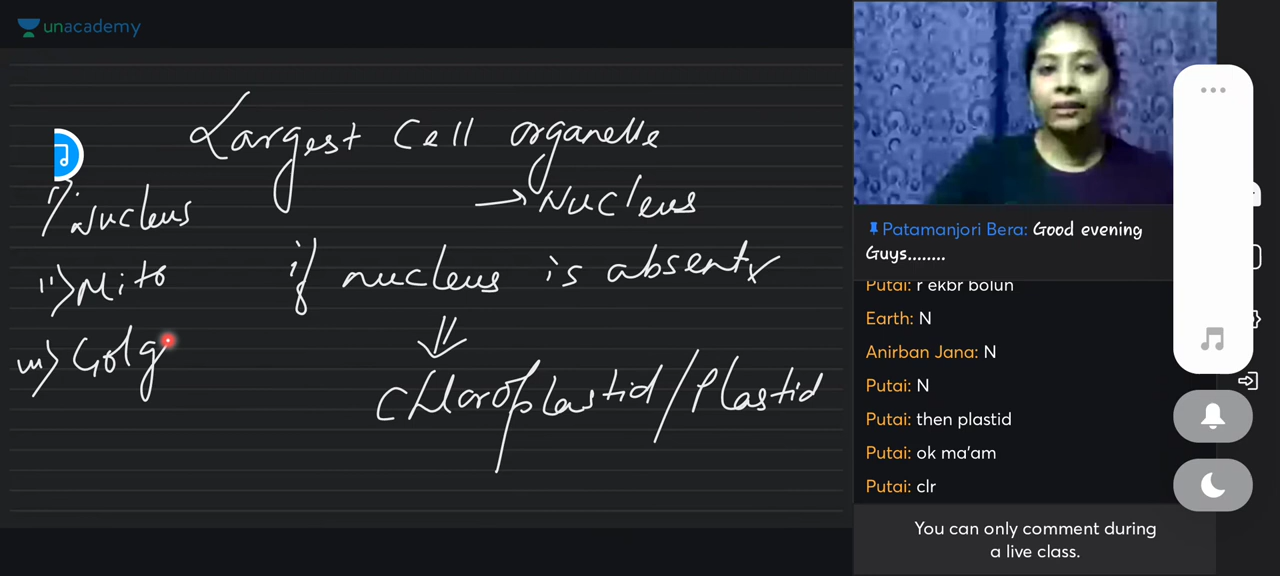 unacademy
Largest Cell organelle
→ Nucleus
i) Nucleus
if nucleus is absent
ii) Mito
⇓
iii) Golg
Chloroplastid/Plastid
Patamanjori Bera: Good evening
Guys........
Putai: r ekbr bolun
Earth: N
Anirban Jana: N
Putai: N
Putai: then plastid
Putai: ok ma'am
Putai: clr
You can only comment during
a live class.